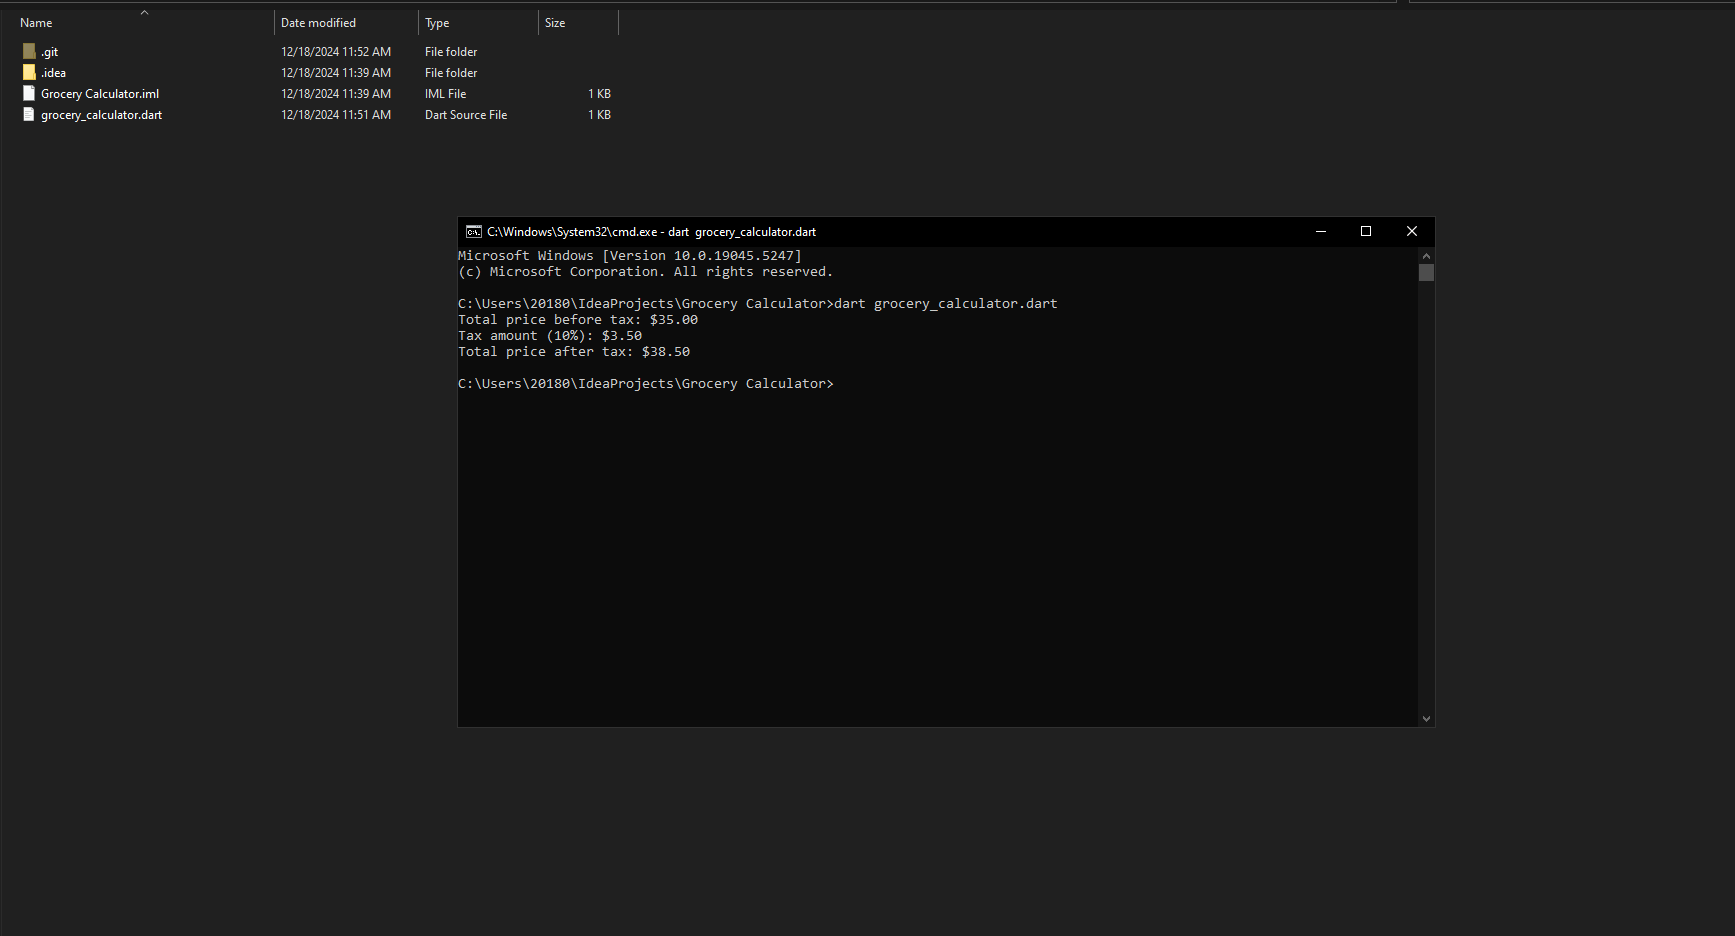 Name Date modified Type Size
.git 12/18/2024 11:52 AM File folder
.idea 12/18/2024 11:39 AM File folder
Grocery Calculator.iml 12/18/2024 11:39 AM IML File 1 KB
grocery_calculator.dart 12/18/2024 11:51 AM Dart Source File 1 KB
C:\Windows\System32\cmd.exe - dart  grocery_calculator.dart
Microsoft Windows [Version 10.0.19045.5247]
(c) Microsoft Corporation. All rights reserved.
C:\Users\20180\IdeaProjects\Grocery Calculator>dart grocery_calculator.dart
Total price before tax: $35.00
Tax amount (10%): $3.50
Total price after tax: $38.50
C:\Users\20180\IdeaProjects\Grocery Calculator>